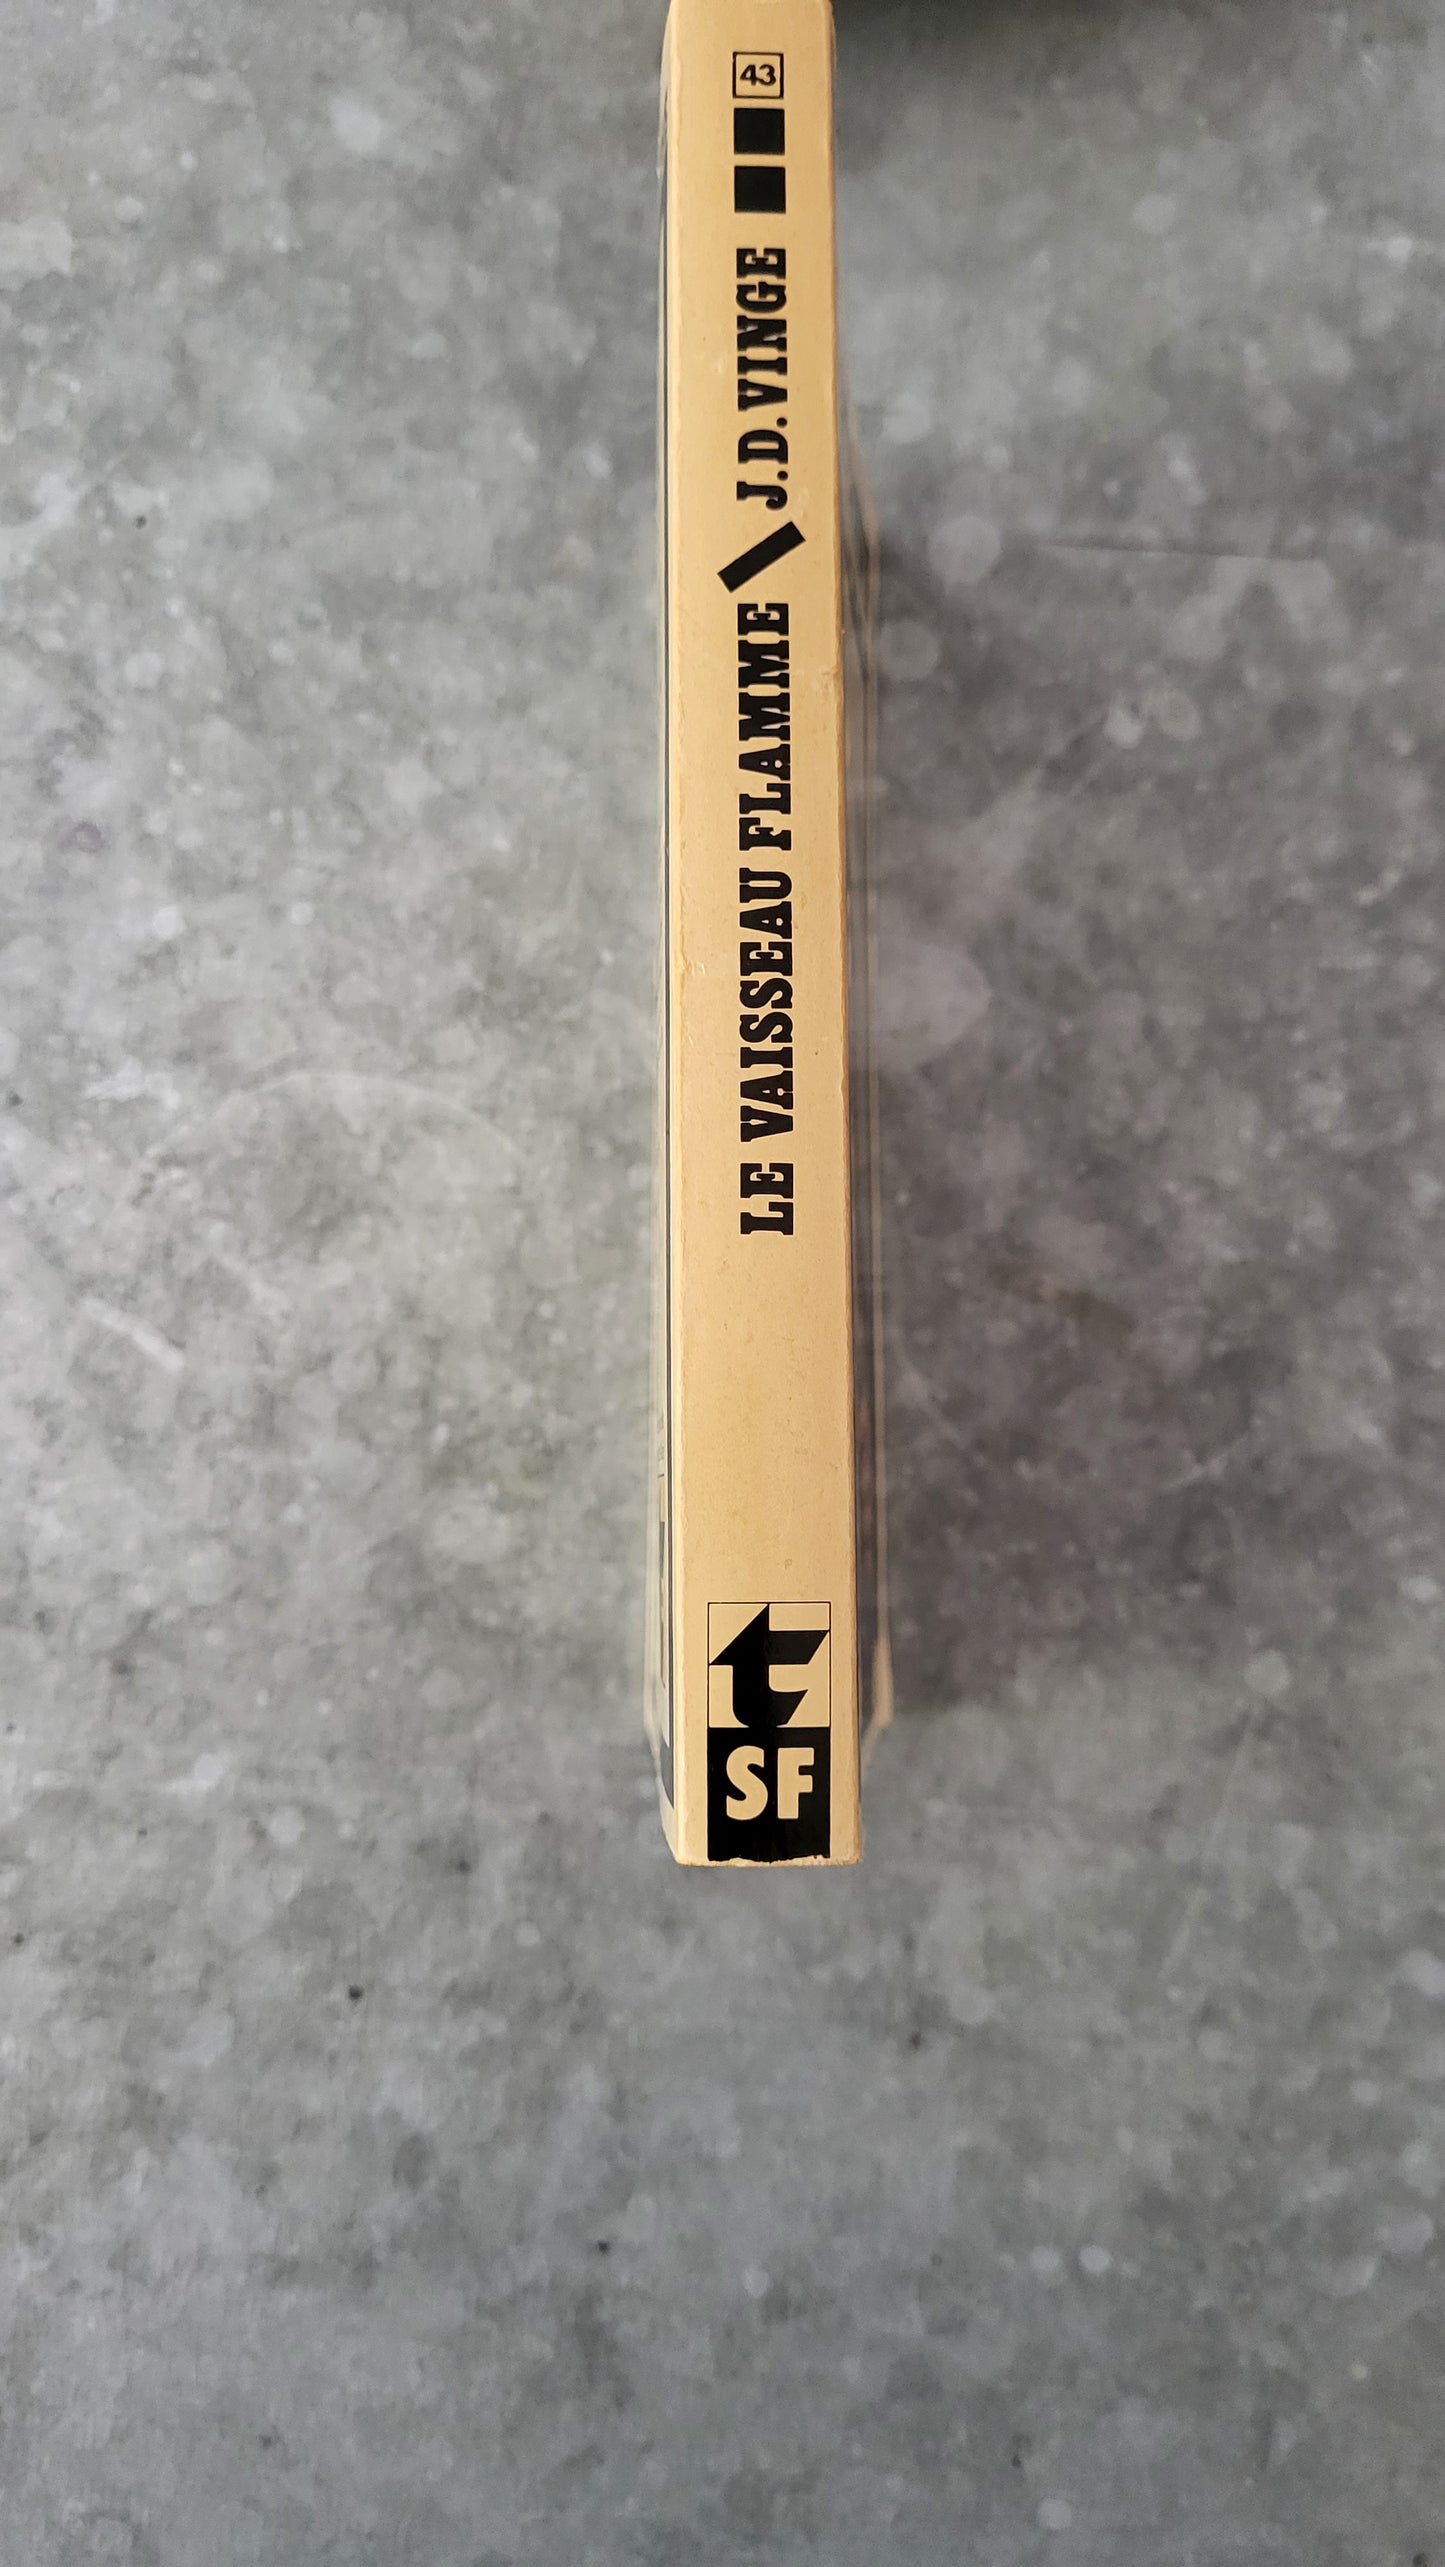 43
LE VAISSEAU FLAMME \ J.D. VINGE
t
SF